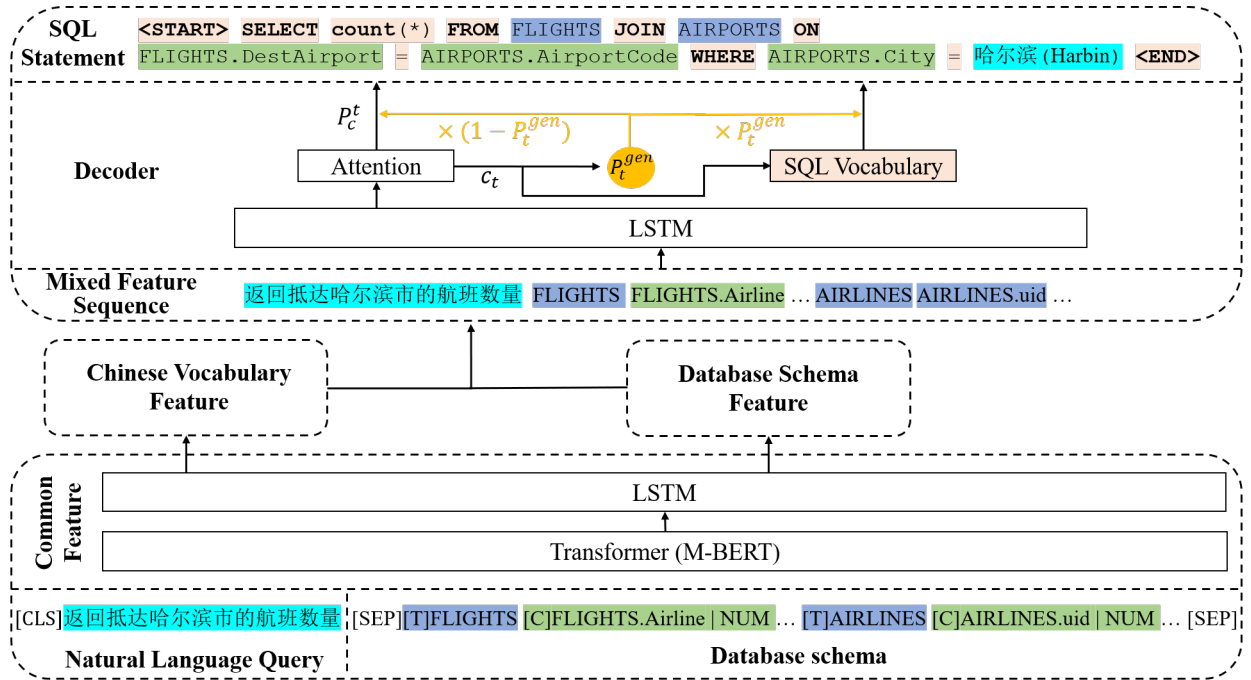 SQL Statement
<START> SELECT count(*) FROM FLIGHTS JOIN AIRPORTS ON
FLIGHTS.DestAirport = AIRPORTS.AirportCode WHERE AIRPORTS.City = 哈尔滨(Harbin) <END>
Decoder
P_c^t
× (1 − P_t^{gen})
× P_t^{gen}
Attention
c_t
P_t^{gen}
SQL Vocabulary
LSTM
Mixed Feature
Sequence
返回抵达哈尔滨市的航班数量 FLIGHTS FLIGHTS.Airline … AIRLINES AIRLINES.uid …
Chinese Vocabulary
Feature
Database Schema
Feature
Common
Feature
LSTM
Transformer (M-BERT)
[CLS]返回抵达哈尔滨市的航班数量 [SEP][T]FLIGHTS [C]FLIGHTS.Airline | NUM … [T]AIRLINES [C]AIRLINES.uid | NUM … [SEP]
Natural Language Query
Database schema